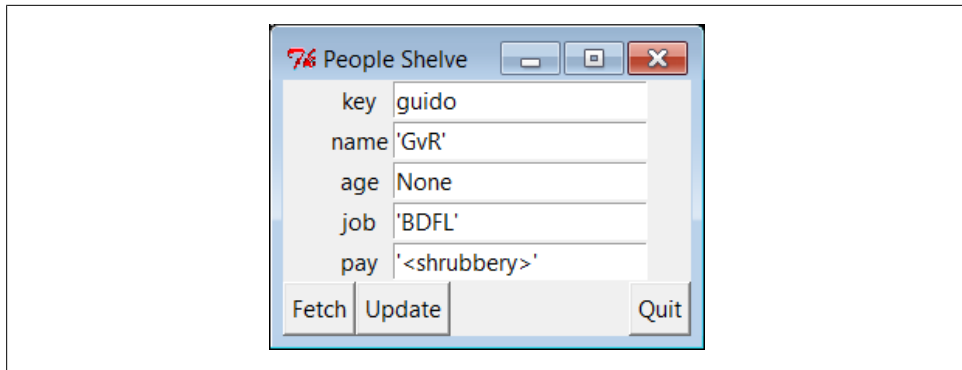 People Shelve
key guido
name 'GvR'
age None
job 'BDFL'
pay '<shrubbery>'
Fetch Update Quit